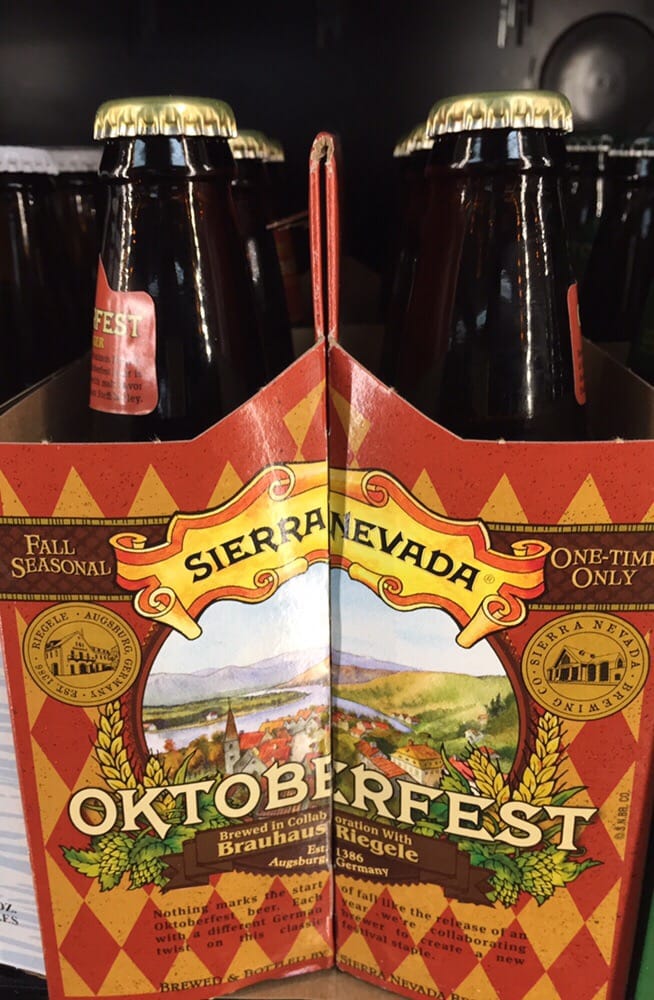 FEST
FALL
SEASONAL
SIERRA NEVADA®
ONE-TIME
ONLY
RIEGELE · AUGSBURG, GERMANY · EST 1386
SIERRA NEVADA BREWING CO.
OKTOBERFEST
Brewed in Collaboration With
Brauhaus Riegele
Est. 1386
Augsburg, Germany
Nothing marks the start of fall like the release of an
Oktoberfest beer. Each year we're collaborating
with a different German brewer to create a new
twist on this classic festival staple.
BREWED & BOTTLED BY SIERRA NEVADA
© S.N.BR. CO.